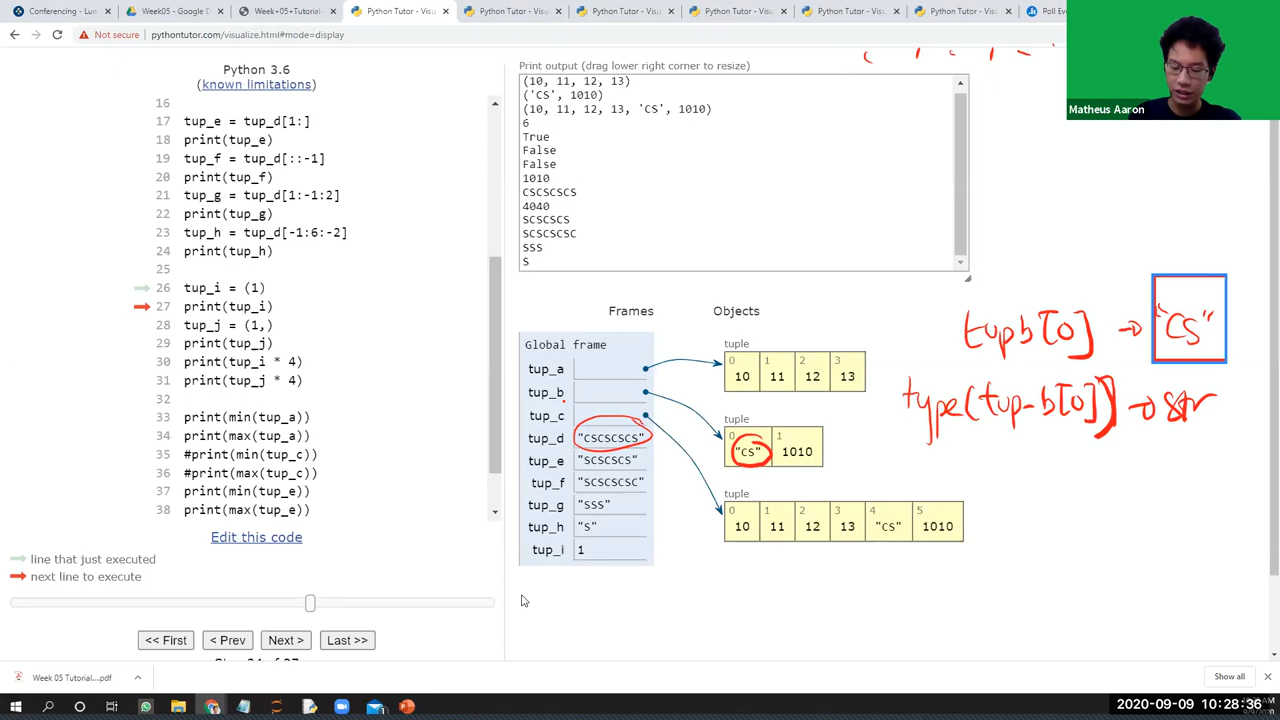 Conferencing - L
Week05 - Google D
Week+05+Tutorial-
Python Tutor - Visu
Python Tutor - Visu
Python Tutor - Visu
Python Tutor - Visu
Python Tutor - Visu
Python Tutor - Visu
Poll Ev
Not secure | pythontutor.com/visualize.html#mode=display
Matheus Aaron
Python 3.6
(known limitations)
16
17 tup_e = tup_d[1:]
18 print(tup_e)
19 tup_f = tup_d[::-1]
20 print(tup_f)
21 tup_g = tup_d[1:-1:2]
22 print(tup_g)
23 tup_h = tup_d[-1:6:-2]
24 print(tup_h)
25
26 tup_i = (1)
27 print(tup_i)
28 tup_j = (1,)
29 print(tup_j)
30 print(tup_i * 4)
31 print(tup_j * 4)
32
33 print(min(tup_a))
34 print(max(tup_a))
35 #print(min(tup_c))
36 #print(max(tup_c))
37 print(min(tup_e))
38 print(max(tup_e))
Edit this code
line that just executed
next line to execute
<< First
< Prev
Next >
Last >>
Print output (drag lower right corner to resize)
(10, 11, 12, 13)
('CS', 1010)
(10, 11, 12, 13, 'CS', 1010)
6
True
False
False
1010
CSCSCSCS
4040
SCSCSCS
SCSCSCSC
SSS
S
Frames
Objects
Global frame
tup_a
tup_b
tup_c
tup_d "CSCSCSCS"
tup_e "SCSCSCS"
tup_f "SCSCSCSC"
tup_g "SSS"
tup_h "S"
tup_i 1
tuple
0 1 2 3
10 11 12 13
tuple
0 1
"CS" 1010
tuple
0 1 2 3 4 5
10 11 12 13 "CS" 1010
tupb[0] → "CS"
type(tup-b[0]) → str
Week 05 Tutorial....pdf
Show all
2020-09-09 10:28:36